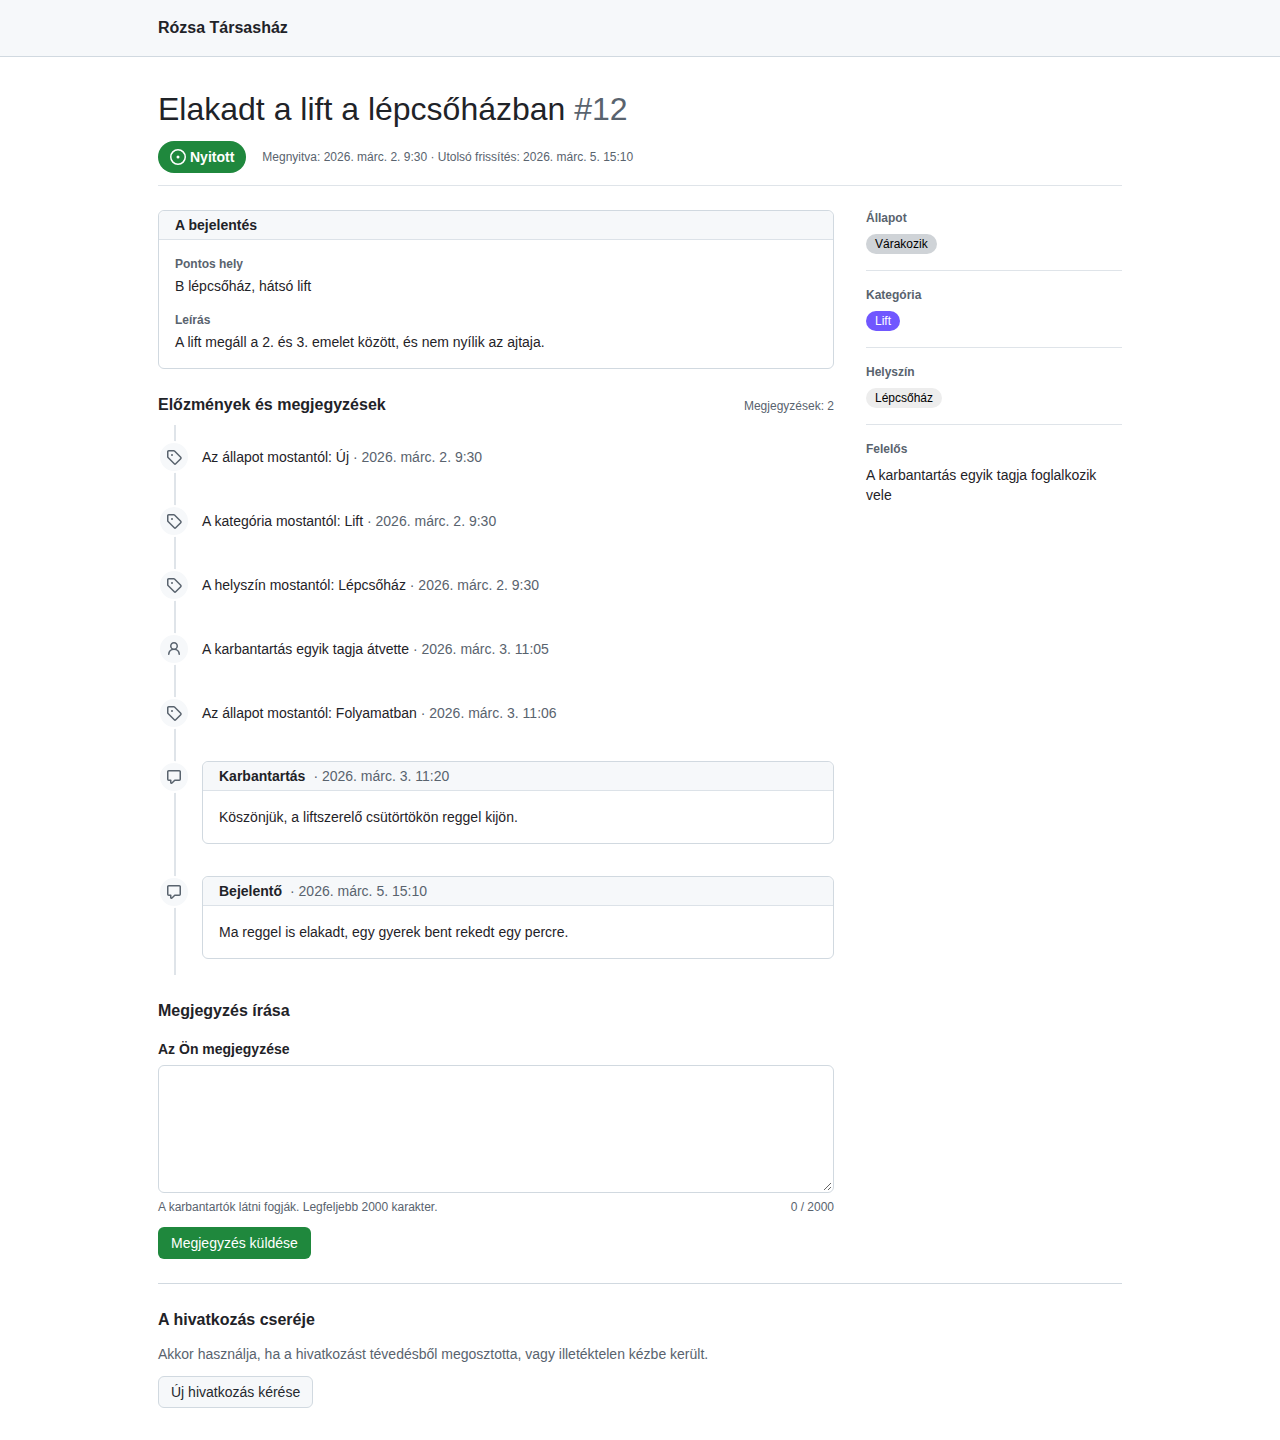 Rózsa Társasház
Elakadt a lift a lépcsőházban #12
Nyitott
Megnyitva: 2026. márc. 2. 9:30 · Utolsó frissítés: 2026. márc. 5. 15:10
A bejelentés
Pontos hely
B lépcsőház, hátsó lift
Leírás
A lift megáll a 2. és 3. emelet között, és nem nyílik az ajtaja.
Állapot
Várakozik
Kategória
Lift
Helyszín
Lépcsőház
Felelős
A karbantartás egyik tagja foglalkozik
vele
Előzmények és megjegyzések
Megjegyzések: 2
Az állapot mostantól: Új · 2026. márc. 2. 9:30
A kategória mostantól: Lift · 2026. márc. 2. 9:30
A helyszín mostantól: Lépcsőház · 2026. márc. 2. 9:30
A karbantartás egyik tagja átvette · 2026. márc. 3. 11:05
Az állapot mostantól: Folyamatban · 2026. márc. 3. 11:06
Karbantartás · 2026. márc. 3. 11:20
Köszönjük, a liftszerelő csütörtökön reggel kijön.
Bejelentő · 2026. márc. 5. 15:10
Ma reggel is elakadt, egy gyerek bent rekedt egy percre.
Megjegyzés írása
Az Ön megjegyzése
A karbantartók látni fogják. Legfeljebb 2000 karakter.
0 / 2000
Megjegyzés küldése
A hivatkozás cseréje
Akkor használja, ha a hivatkozást tévedésből megosztotta, vagy illetéktelen kézbe került.
Új hivatkozás kérése